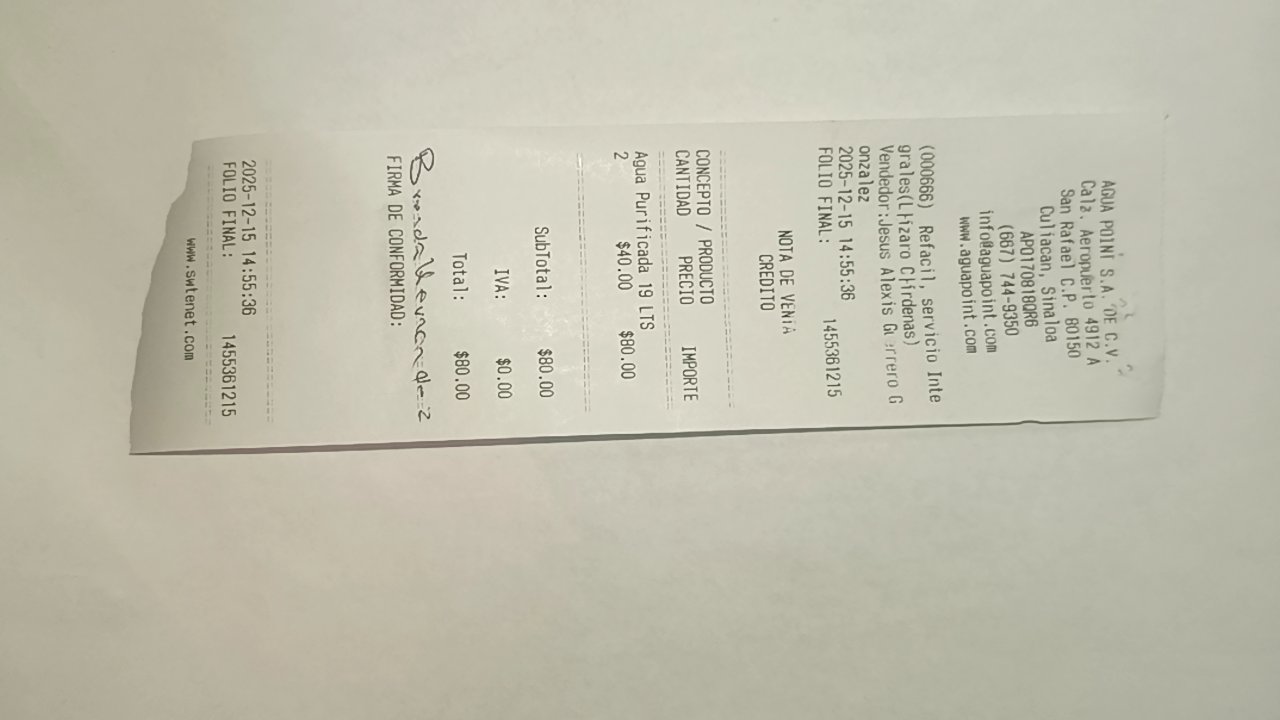 AGUA POINT S.A. DE C.V.
Calz. Aeropuerto 4912 A
San Rafael C.P. 80150
Culiacan, Sinaloa
APO170818QR6
(667) 744-9350
info@aguapoint.com
www.aguapoint.com
(000666) Refacil, servicio Inte
grales(L Hzaro C Hrdenas)
Vendedor:Jesus Alexis Guerrero G
onzalez
2025-12-15 14:55:36
FOLIO FINAL: 1455361215
NOTA DE VENTA
CREDITO
CONCEPTO / PRODUCTO
CANTIDAD PRECIO IMPORTE
Agua Purificada 19 LTS
2 $40.00 $80.00
SubTotal: $80.00
IVA: $0.00
Total: $80.00
FIRMA DE CONFORMIDAD:
2025-12-15 14:55:36
FOLIO FINAL: 1455361215
www.swtenet.com